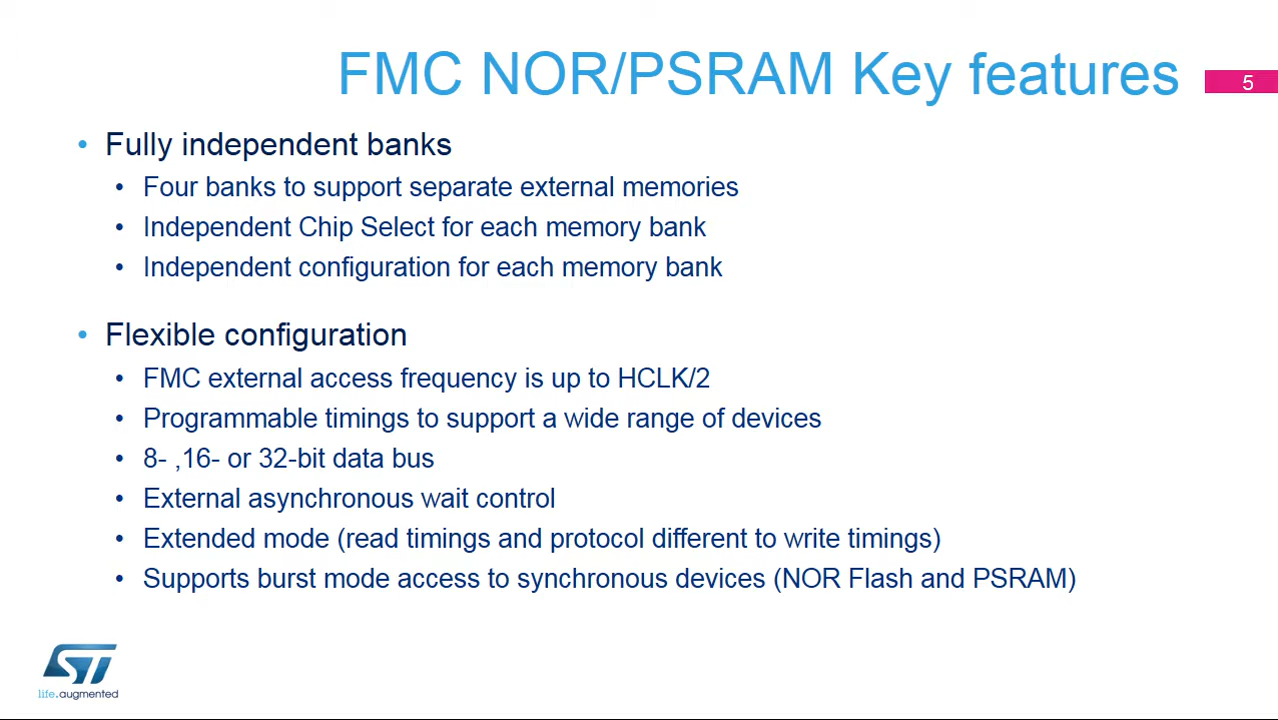 FMC NOR/PSRAM Key features
5
• Fully independent banks
• Four banks to support separate external memories
• Independent Chip Select for each memory bank
• Independent configuration for each memory bank
• Flexible configuration
• FMC external access frequency is up to HCLK/2
• Programmable timings to support a wide range of devices
• 8- ,16- or 32-bit data bus
• External asynchronous wait control
• Extended mode (read timings and protocol different to write timings)
• Supports burst mode access to synchronous devices (NOR Flash and PSRAM)
ST
life.augmented